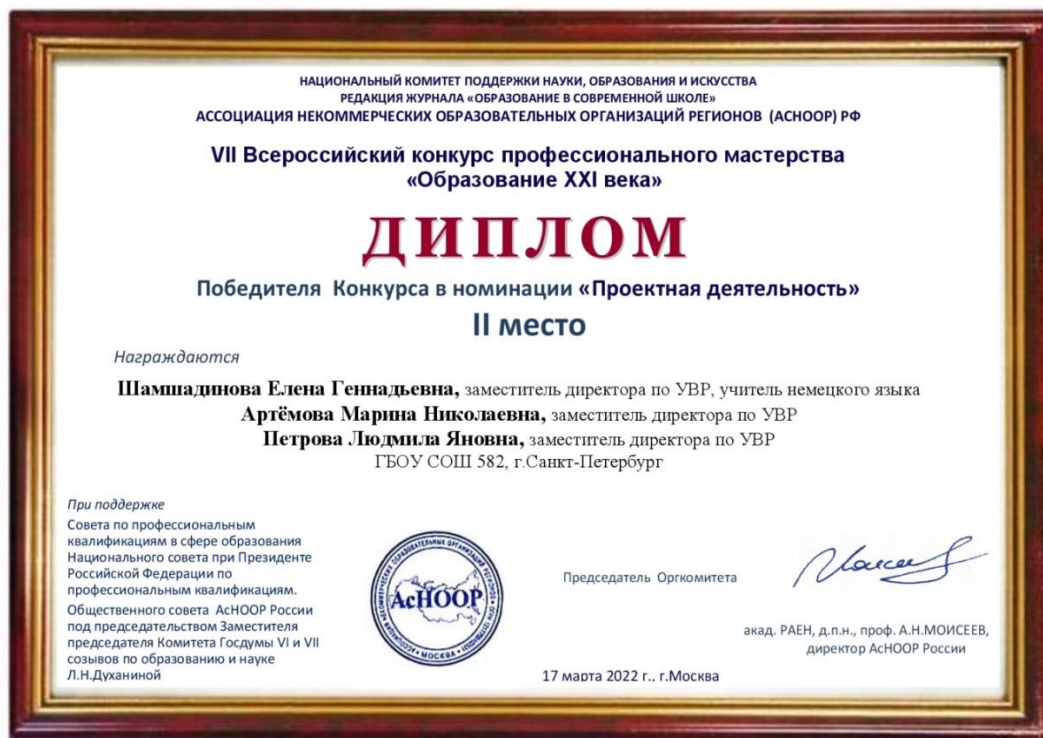 НАЦИОНАЛЬНЫЙ КОМИТЕТ ПОДДЕРЖКИ НАУКИ, ОБРАЗОВАНИЯ И ИСКУССТВА
РЕДАКЦИЯ ЖУРНАЛА «ОБРАЗОВАНИЕ В СОВРЕМЕННОЙ ШКОЛЕ»
АССОЦИАЦИЯ НЕКОММЕРЧЕСКИХ ОБРАЗОВАТЕЛЬНЫХ ОРГАНИЗАЦИЙ РЕГИОНОВ (АСНООР) РФ
VII Всероссийский конкурс профессионального мастерства
«Образование XXI века»
ДИПЛОМ
Победителя Конкурса в номинации «Проектная деятельность»
II место
Награждаются
Шамшадинова Елена Геннадьевна, заместитель директора по УВР, учитель немецкого языка
Артёмова Марина Николаевна, заместитель директора по УВР
Петрова Людмила Яновна, заместитель директора по УВР
ГБОУ СОШ 582, г.Санкт-Петербург
При поддержке
Совета по профессиональным
квалификациям в сфере образования
Национального совета при Президенте
Российской Федерации по
профессиональным квалификациям.
Общественного совета АсНООР России
под председательством Заместителя
председателя Комитета Госдумы VI и VII
созывов по образованию и науке
Л.Н.Духаниной
АсНООР
МОСКВА
Председатель Оргкомитета
акад. РАЕН, д.п.н., проф. А.Н.МОИСЕЕВ,
директор АсНООР России
17 марта 2022 г., г.Москва